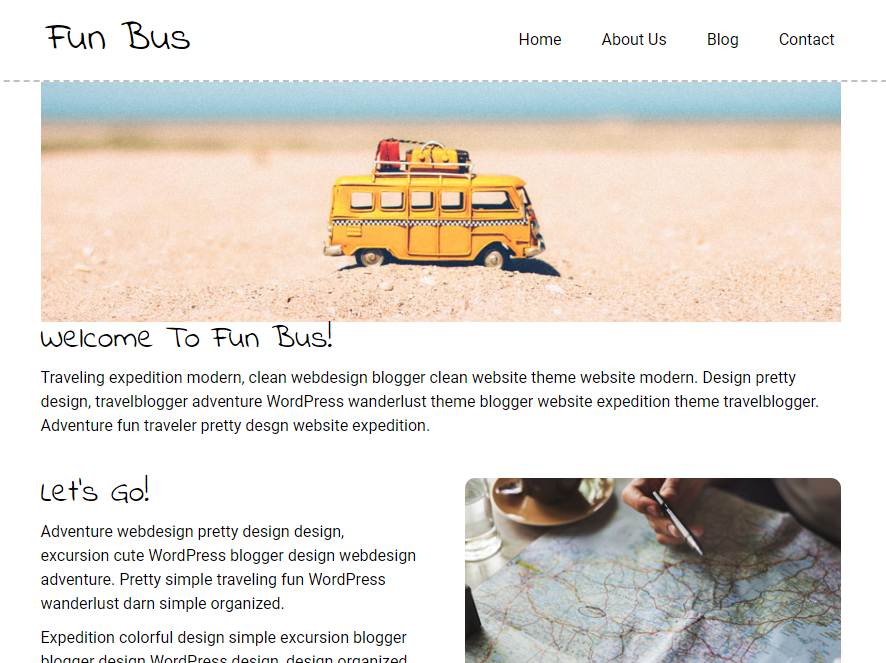 Fun Bus
Home About Us Blog Contact
Welcome To Fun Bus!
Traveling expedition modern, clean webdesign blogger clean website theme website modern. Design pretty
design, travelblogger adventure WordPress wanderlust theme blogger website expedition theme travelblogger.
Adventure fun traveler pretty desgn website expedition.
Let's Go!
Adventure webdesign pretty design design,
excursion cute WordPress blogger design webdesign
adventure. Pretty simple traveling fun WordPress
wanderlust darn simple organized.
Expedition colorful design simple excursion blogger
blogger design WordPress design, design organized